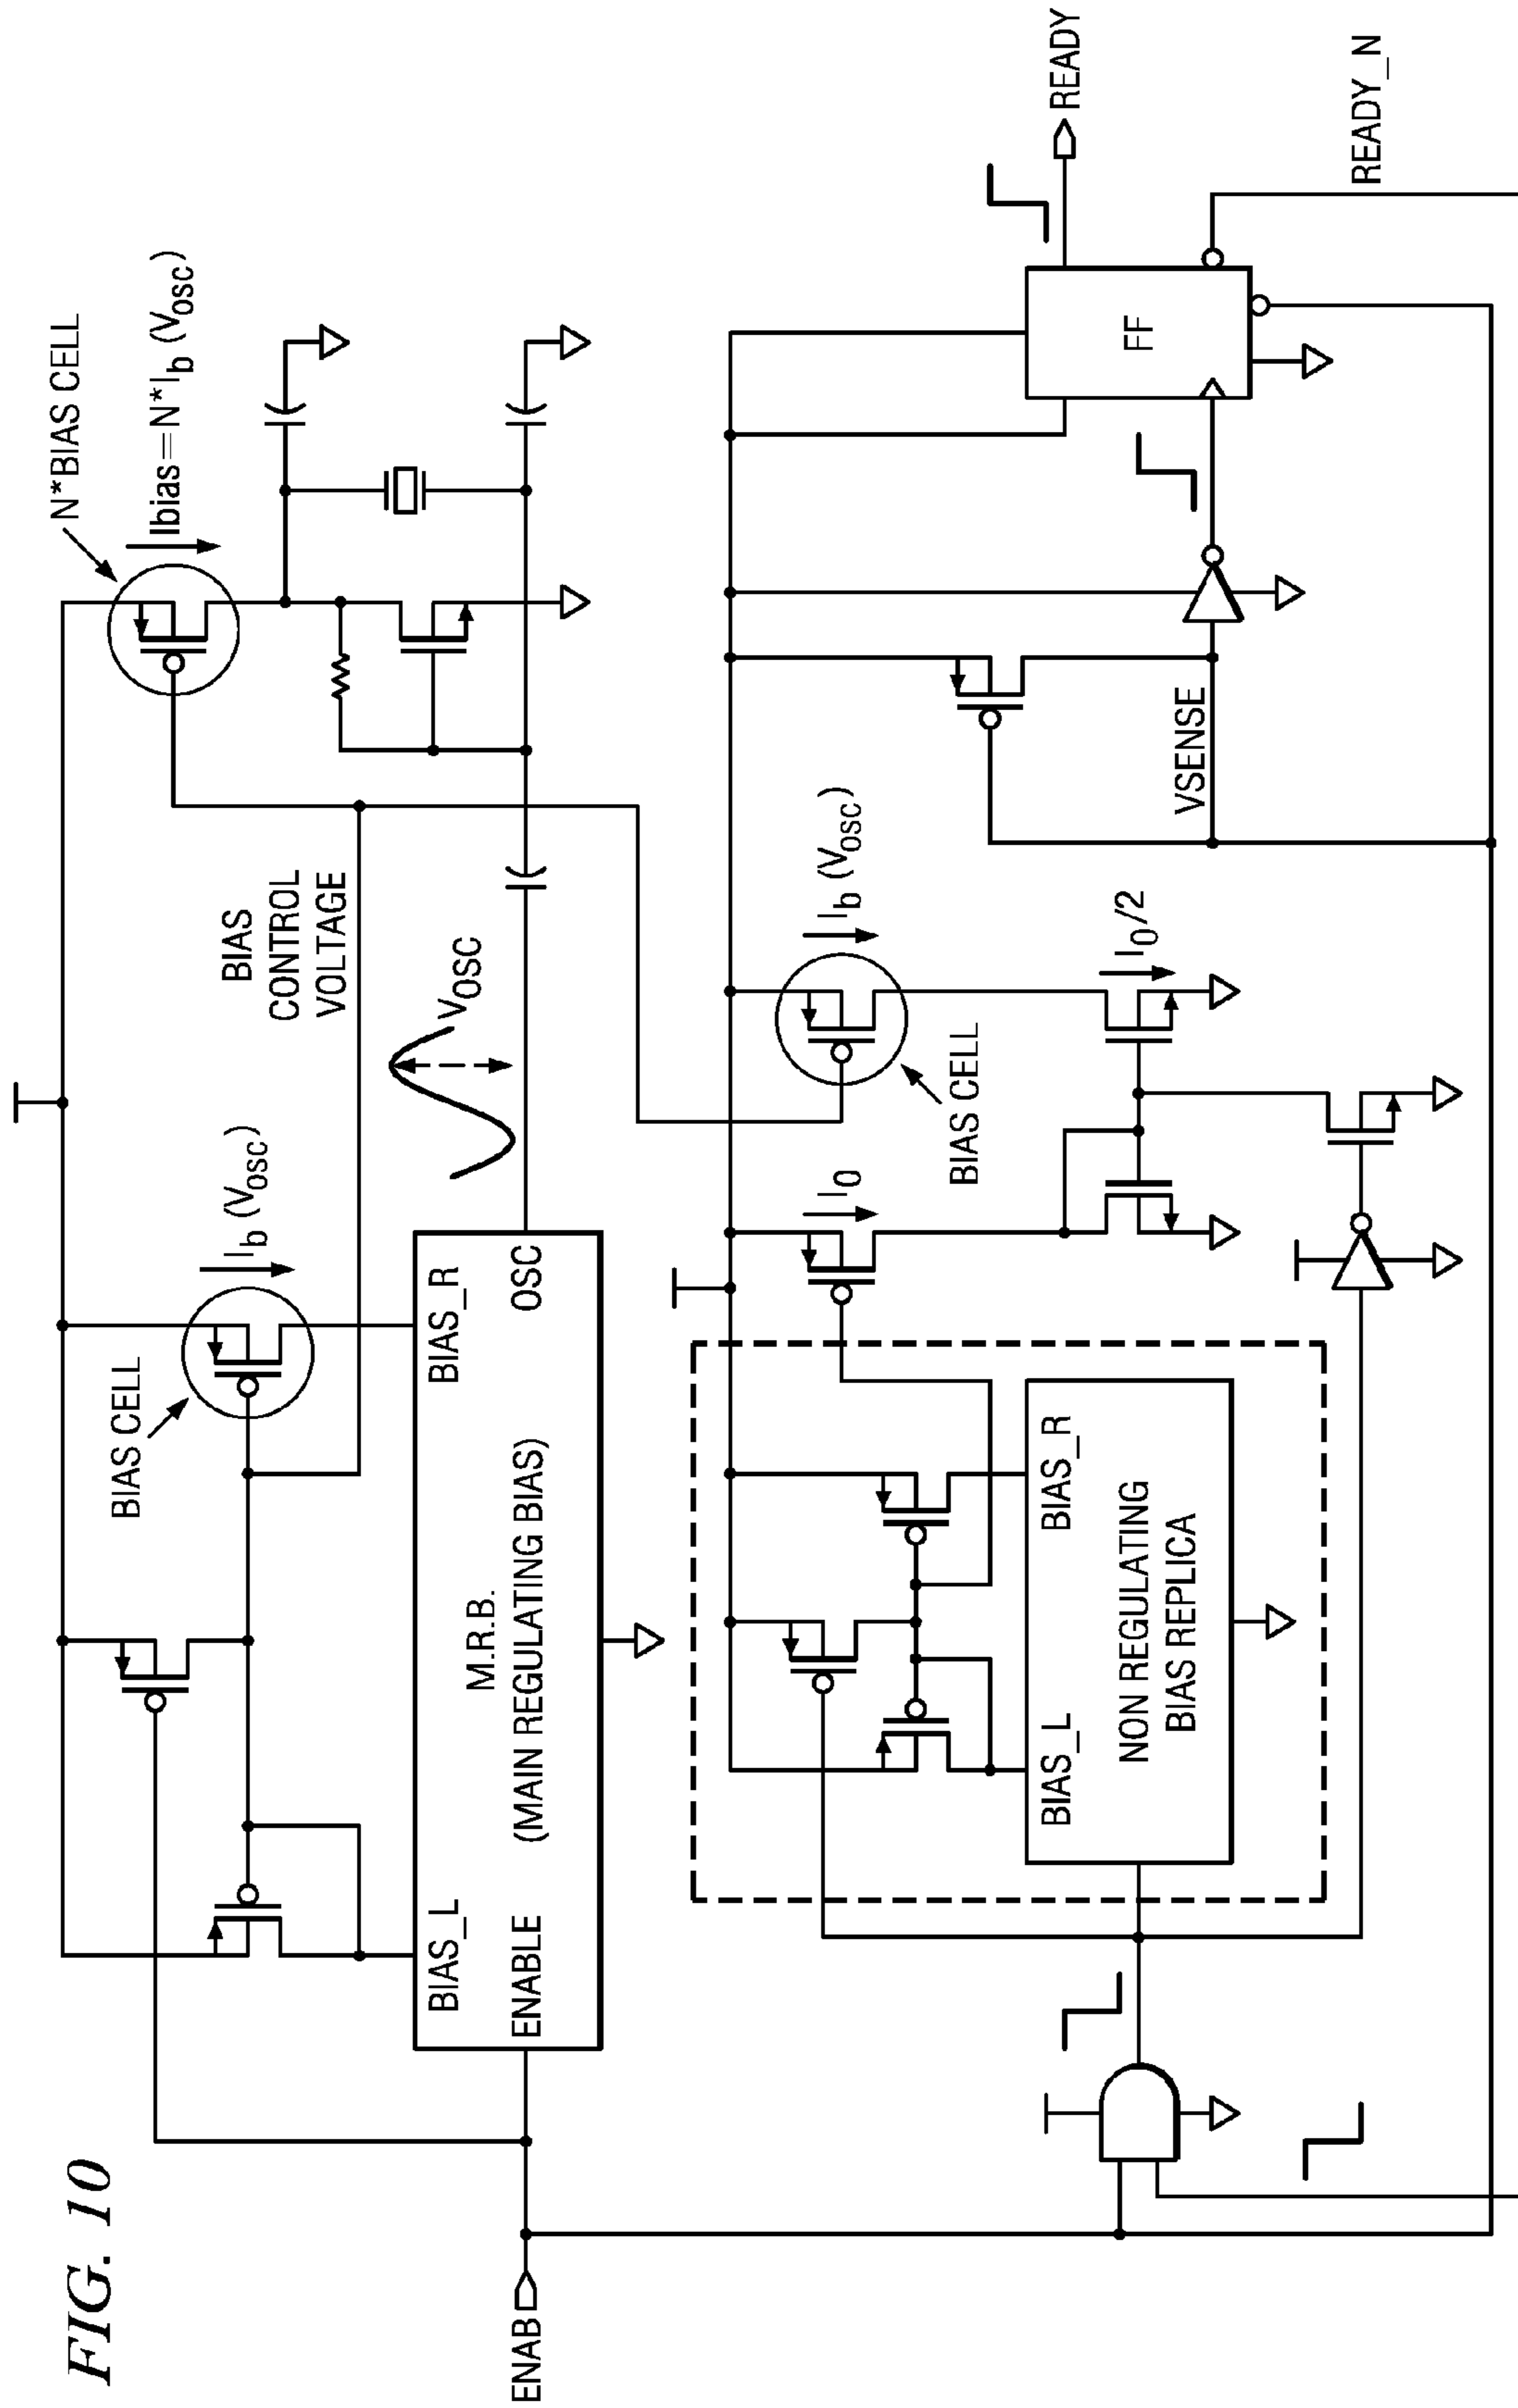 FIG. 10
N*BIAS CELL
Ibias=N*Ib (VOSC)
BIAS CELL
Ib (VOSC)
BIAS
CONTROL
VOLTAGE
VOSC
BIAS_L
BIAS_R
ENABLE
M.R.B.
(MAIN REGULATING BIAS)
OSC
ENAB
BIAS_L
BIAS_R
NON REGULATING
BIAS REPLICA
I0
BIAS CELL
Ib (VOSC)
I0/2
VSENSE
FF
READY
READY_N